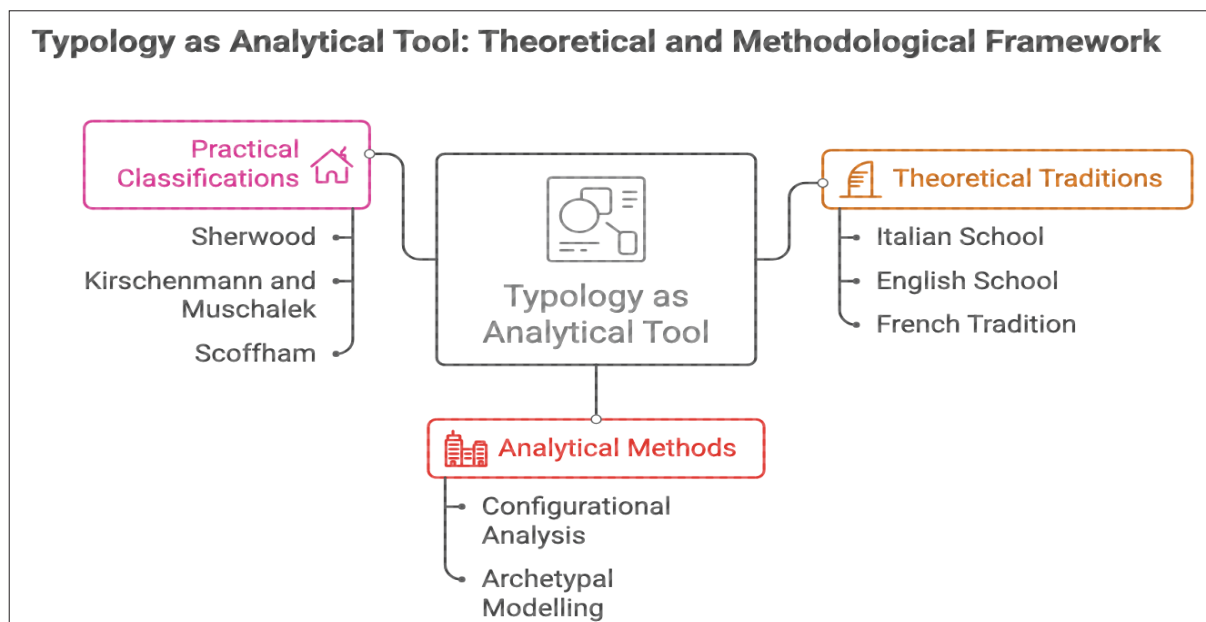 Typology as Analytical Tool: Theoretical and Methodological Framework
Practical
Classifications
Sherwood
Kirschenmann and
Muschalek
Scoffham
Typology as
Analytical Tool
Theoretical Traditions
Italian School
English School
French Tradition
Analytical Methods
Configurational
Analysis
Archetypal
Modelling